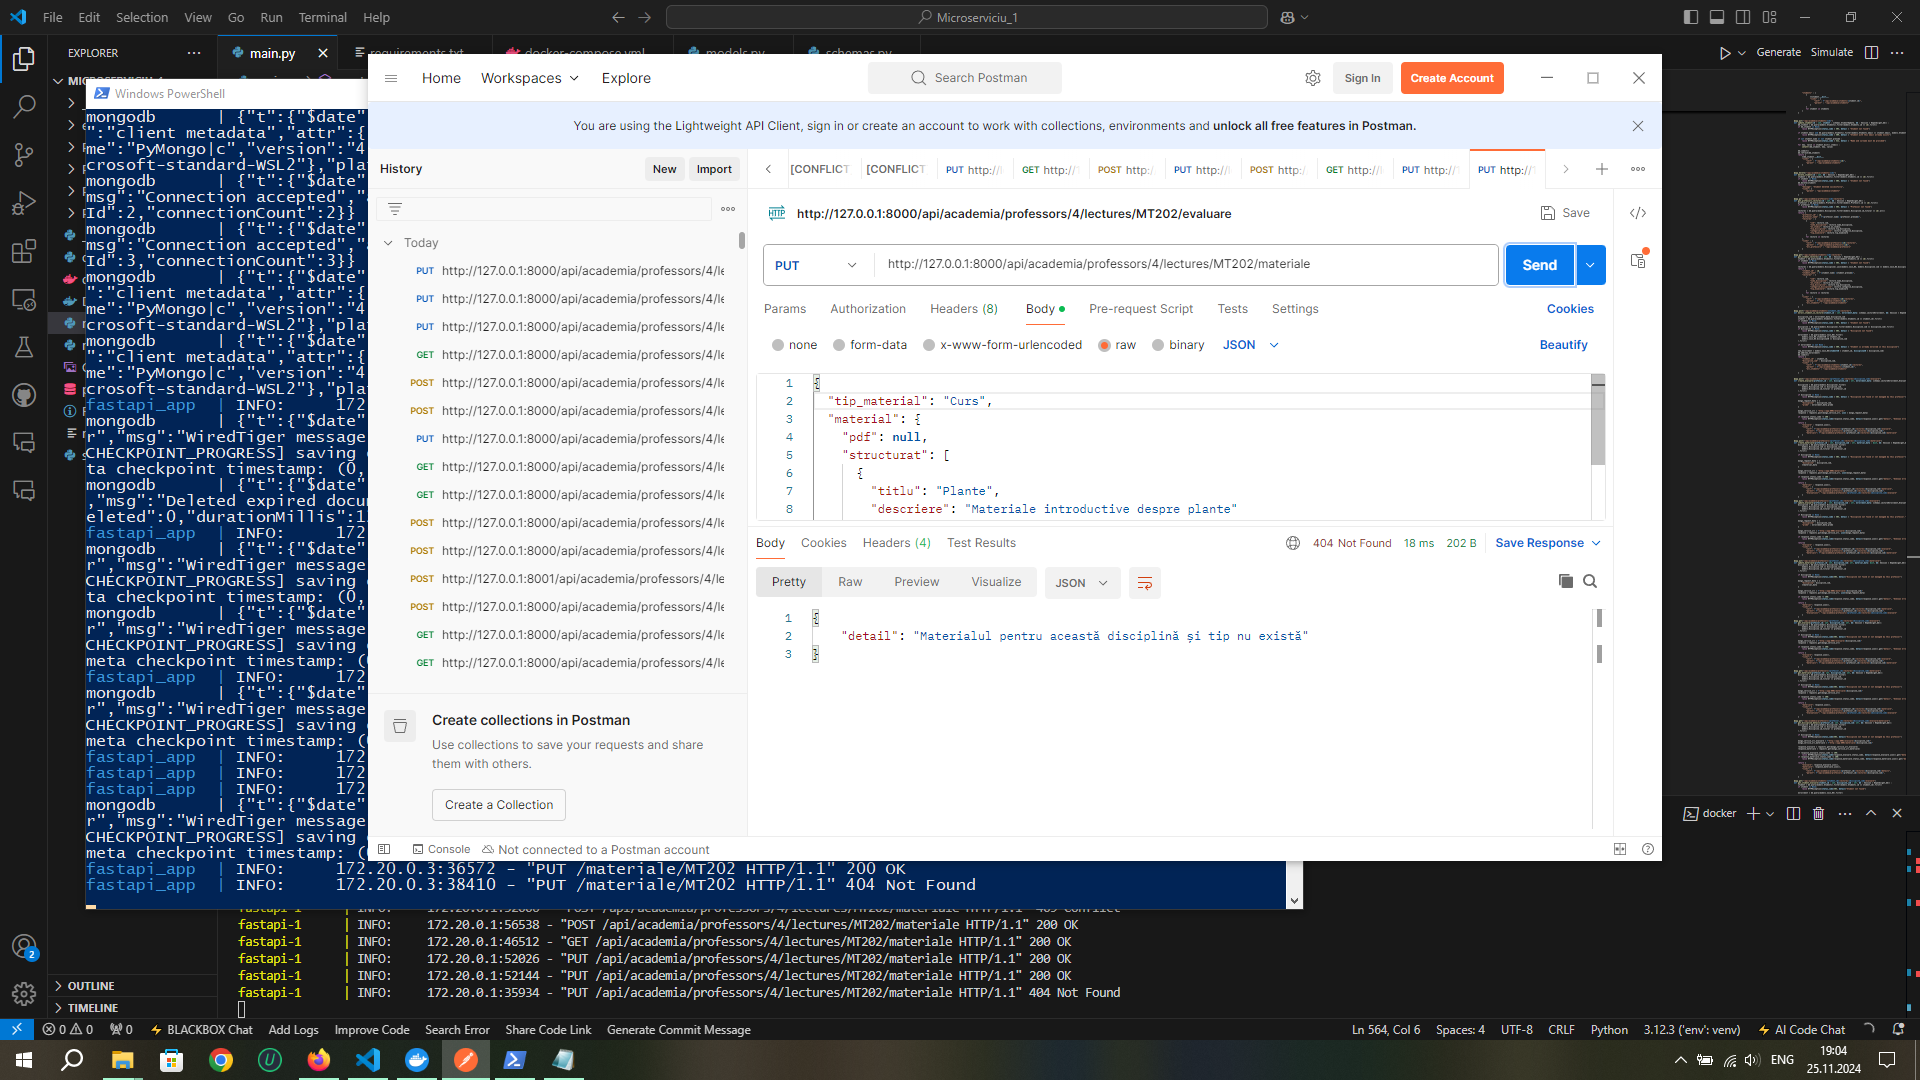 File Edit Selection View Go Run Terminal Help
Microserviciu_1
EXPLORER
main.py
requirements.txt
docker-compose.yml
models.py
schemas.py
Generate Simulate
Windows PowerShell
mongodb | {"t":{"$date"
":"client metadata","attr":{
me":"PyMongo|c","version":"4
crosoft-standard-WSL2"},"pla
mongodb | {"t":{"$date"
msg":"Connection accepted",
Id":2,"connectionCount":2}}
mongodb | {"t":{"$date"
msg":"Connection accepted",
Id":3,"connectionCount":3}}
mongodb | {"t":{"$date"
":"client metadata","attr":{
me":"PyMongo|c","version":"4
crosoft-standard-WSL2"},"pla
mongodb | {"t":{"$date"
":"client metadata","attr":{
me":"PyMongo|c","version":"4
crosoft-standard-WSL2"},"pla
fastapi_app | INFO: 172
mongodb | {"t":{"$date"
r","msg":"WiredTiger message
CHECKPOINT_PROGRESS] saving
ta checkpoint timestamp: (0,
mongodb | {"t":{"$date"
,"msg":"Deleted expired docu
eleted":0,"durationMillis":1
fastapi_app | INFO: 172
mongodb | {"t":{"$date"
r","msg":"WiredTiger message
CHECKPOINT_PROGRESS] saving
ta checkpoint timestamp: (0,
mongodb | {"t":{"$date"
r","msg":"WiredTiger message
CHECKPOINT_PROGRESS] saving
meta checkpoint timestamp: (
fastapi_app | INFO: 172
mongodb | {"t":{"$date"
r","msg":"WiredTiger message
CHECKPOINT_PROGRESS] saving
meta checkpoint timestamp: (
fastapi_app | INFO: 172
fastapi_app | INFO: 172
fastapi_app | INFO: 172
mongodb | {"t":{"$date"
r","msg":"WiredTiger message
CHECKPOINT_PROGRESS] saving
meta checkpoint timestamp: (
fastapi_app | INFO: 172.20.0.3:36572 - "PUT /materiale/MT202 HTTP/1.1" 200 OK
fastapi_app | INFO: 172.20.0.3:38410 - "PUT /materiale/MT202 HTTP/1.1" 404 Not Found
Home Workspaces Explore
Search Postman
Sign In
Create Account
You are using the Lightweight API Client, sign in or create an account to work with collections, environments and unlock all free features in Postman.
History
New Import
Today
PUT http://127.0.0.1:8000/api/academia/professors/4/le
PUT http://127.0.0.1:8000/api/academia/professors/4/le
PUT http://127.0.0.1:8000/api/academia/professors/4/le
GET http://127.0.0.1:8000/api/academia/professors/4/le
POST http://127.0.0.1:8000/api/academia/professors/4/le
POST http://127.0.0.1:8000/api/academia/professors/4/le
PUT http://127.0.0.1:8000/api/academia/professors/4/le
GET http://127.0.0.1:8000/api/academia/professors/4/le
GET http://127.0.0.1:8000/api/academia/professors/4/le
POST http://127.0.0.1:8000/api/academia/professors/4/le
POST http://127.0.0.1:8000/api/academia/professors/4/le
POST http://127.0.0.1:8001/api/academia/professors/4/le
POST http://127.0.0.1:8000/api/academia/professors/4/le
GET http://127.0.0.1:8000/api/academia/professors/4/le
GET http://127.0.0.1:8000/api/academia/professors/4/le
Create collections in Postman
Use collections to save your requests and share
them with others.
Create a Collection
[CONFLICT [CONFLICT PUT http:// GET http:// POST http: PUT http:// POST http: GET http:// PUT http:// PUT http://
HTTP http://127.0.0.1:8000/api/academia/professors/4/lectures/MT202/evaluare
Save
PUT http://127.0.0.1:8000/api/academia/professors/4/lectures/MT202/materiale
Send
Params Authorization Headers (8) Body Pre-request Script Tests Settings Cookies
none form-data x-www-form-urlencoded raw binary JSON Beautify
1 {
2 "tip_material": "Curs",
3 "material": {
4 "pdf": null,
5 "structurat": [
6 {
7 "titlu": "Plante",
8 "descriere": "Materiale introductive despre plante"
Body Cookies Headers (4) Test Results
404 Not Found 18 ms 202 B Save Response
Pretty Raw Preview Visualize JSON
1 {
2 "detail": "Materialul pentru această disciplină și tip nu există"
3 }
Console Not connected to a Postman account
docker
fastapi-1 | INFO: 172.20.0.1:56538 - "POST /api/academia/professors/4/lectures/MT202/materiale HTTP/1.1" 200 OK
fastapi-1 | INFO: 172.20.0.1:46512 - "GET /api/academia/professors/4/lectures/MT202/materiale HTTP/1.1" 200 OK
fastapi-1 | INFO: 172.20.0.1:52026 - "PUT /api/academia/professors/4/lectures/MT202/materiale HTTP/1.1" 200 OK
fastapi-1 | INFO: 172.20.0.1:52144 - "PUT /api/academia/professors/4/lectures/MT202/materiale HTTP/1.1" 200 OK
fastapi-1 | INFO: 172.20.0.1:35934 - "PUT /api/academia/professors/4/lectures/MT202/materiale HTTP/1.1" 404 Not Found
OUTLINE
TIMELINE
2
0 0 0 BLACKBOX Chat Add Logs Improve Code Search Error Share Code Link Generate Commit Message
Ln 564, Col 6 Spaces: 4 UTF-8 CRLF Python 3.12.3 ('env': venv) AI Code Chat
ENG
19:04
25.11.2024